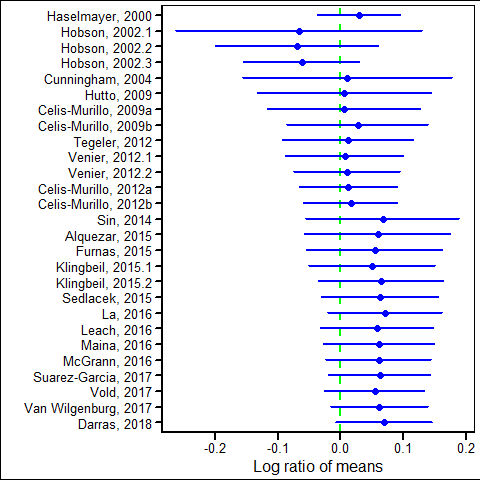 Haselmayer, 2000
Hobson, 2002.1
Hobson, 2002.2
Hobson, 2002.3
Cunningham, 2004
Hutto, 2009
Celis-Murillo, 2009a
Celis-Murillo, 2009b
Tegeler, 2012
Venier, 2012.1
Venier, 2012.2
Celis-Murillo, 2012a
Celis-Murillo, 2012b
Sin, 2014
Alquezar, 2015
Furnas, 2015
Klingbeil, 2015.1
Klingbeil, 2015.2
Sedlacek, 2015
La, 2016
Leach, 2016
Maina, 2016
McGrann, 2016
Suarez-Garcia, 2017
Vold, 2017
Van Wilgenburg, 2017
Darras, 2018
-0.2 -0.1 0.0 0.1 0.2
Log ratio of means